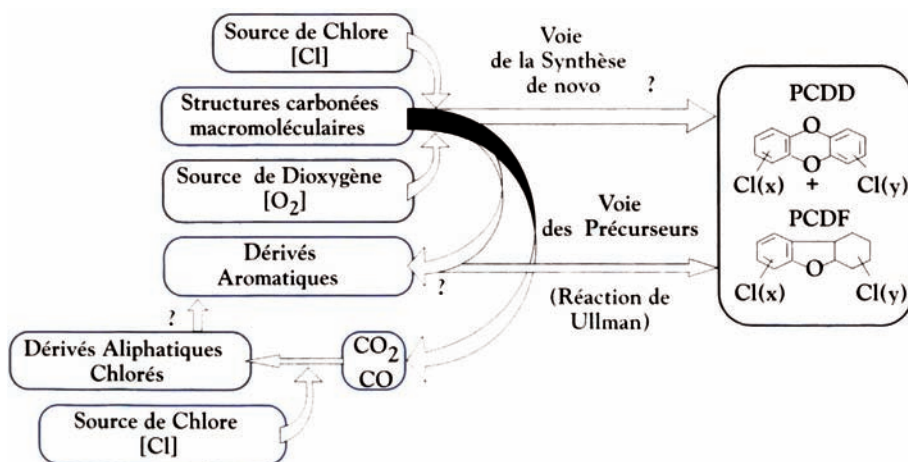 Source de Chlore
[Cl]
Voie
de la Synthèse
de novo
?
Structures carbonées
macromoléculaires
PCDD
O
O
Cl(x)
+
Cl(y)
Source de Dioxygène
[O₂]
Voie
des Précurseurs
PCDF
O
Cl(x)
Cl(y)
Dérivés
Aromatiques
?
(Réaction de
Ullman)
?
Dérivés Aliphatiques
Chlorés
CO₂
CO
Source de Chlore
[Cl]